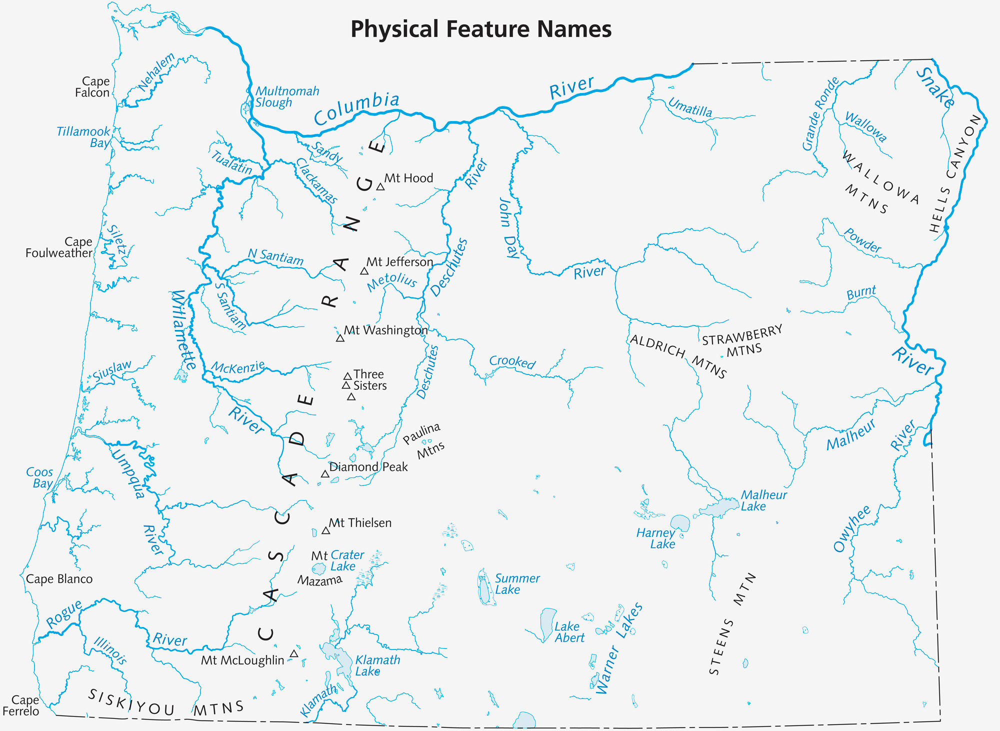 Physical Feature Names
Cape
Falcon
Nehalem
Multnomah
Slough
Columbia
River
Umatilla
Grande Ronde
Wallowa
Snake
HELLS CANYON
WALLOWA
MTNS
Tillamook
Bay
Tualatin
Sandy
Clackamas
Mt Hood
River
John Day
Cape
Foulweather
Siletz
N Santiam
S Santiam
Mt Jefferson
Metolius
Deschutes
River
Powder
Burnt
Willamette
Mt Washington
ALDRICH MTNS
STRAWBERRY
MTNS
River
Siuslaw
McKenzie
Three
Sisters
Deschutes
Crooked
River
Paulina
Mtns
Malheur
River
Umpqua
Coos
Bay
Diamond Peak
Malheur
Lake
Harney
Lake
Owyhee
River
Mt Thielsen
Mt
Mazama
Crater
Lake
CASCADE RANGE
Cape Blanco
Summer
Lake
Rogue
River
Illinois
Lake
Abert
Warner Lakes
STEENS MTN
Mt McLoughlin
Klamath
Lake
Klamath
Cape
Ferrelo
SISKIYOU MTNS